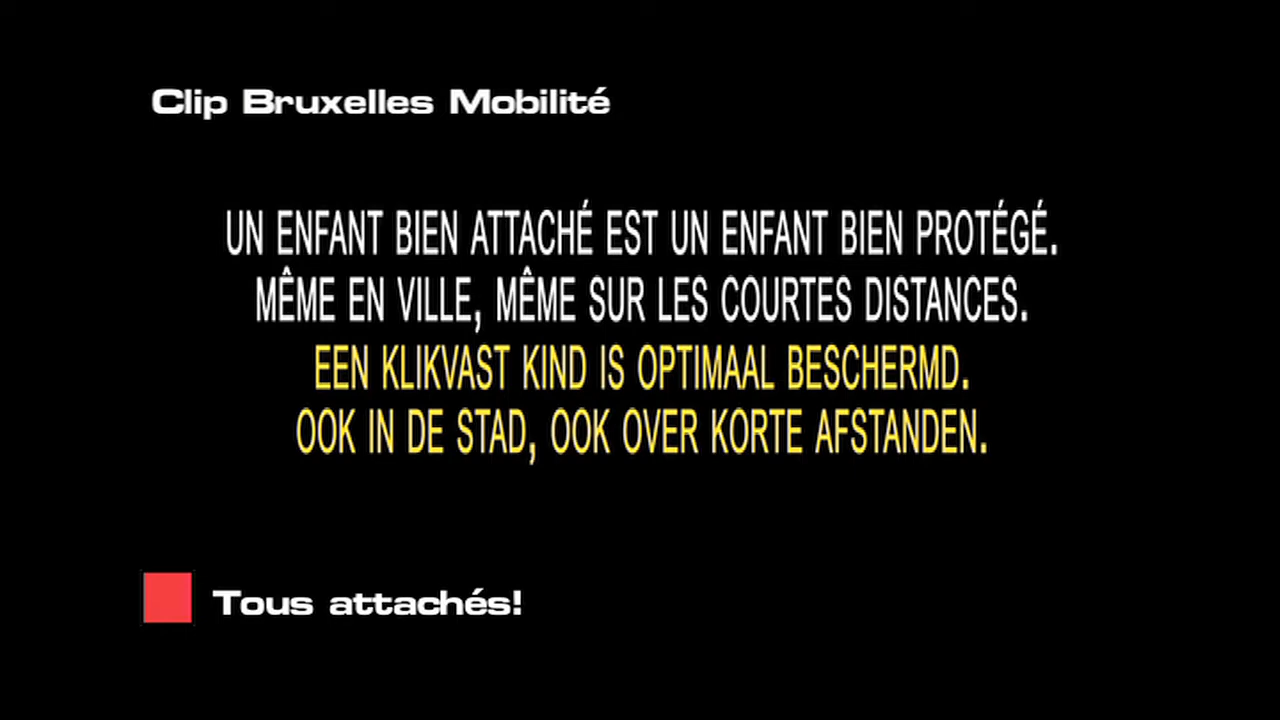 Clip Bruxelles Mobilité
UN ENFANT BIEN ATTACHÉ EST UN ENFANT BIEN PROTÉGÉ.
MÊME EN VILLE, MÊME SUR LES COURTES DISTANCES.
EEN KLIKVAST KIND IS OPTIMAAL BESCHERMD.
OOK IN DE STAD, OOK OVER KORTE AFSTANDEN.
Tous attachés!